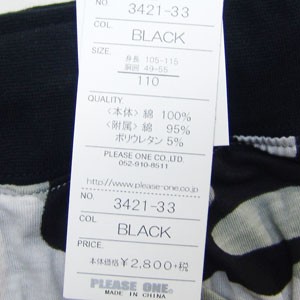 NO.
3421-33
COL.
BLACK
SIZE.
身長 105-115
胴囲 49-55
110
QUALITY.
〈本体〉綿 100%
〈附属〉綿 95%
ポリウレタン 5%
PLEASE ONE CO.,LTD.
052-910-8511
http://www.please-one.co.jp
NO.
3421-33
COL.
BLACK
PRICE.
本体価格 ¥2,800+税
PLEASE ONE.
MADE IN CHINA